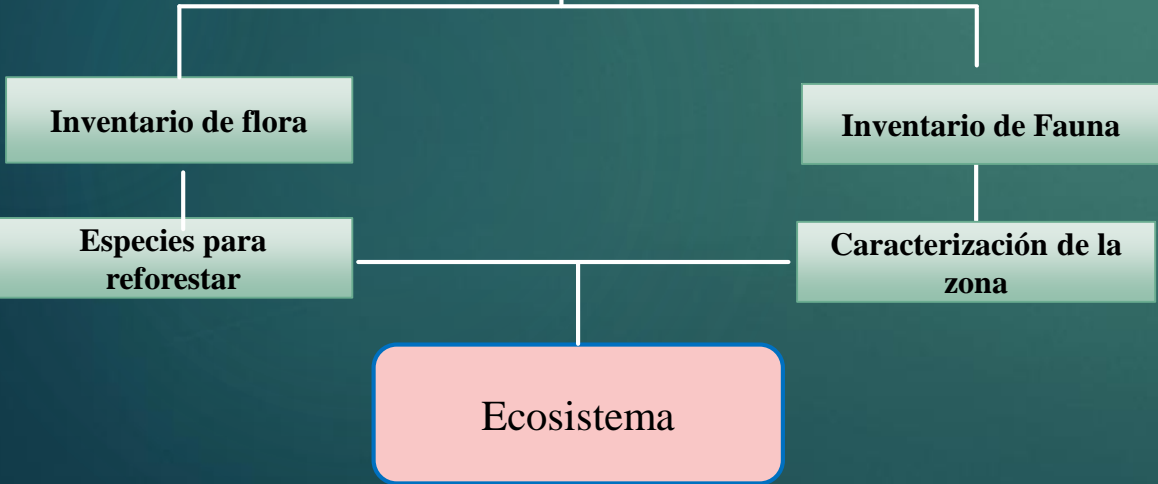 Inventario de flora
Inventario de Fauna
Especies para
reforestar
Caracterización de la
zona
Ecosistema